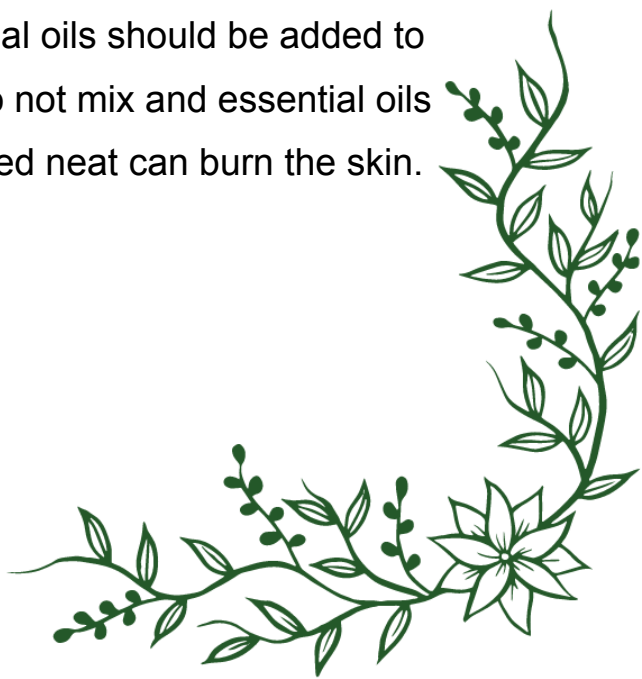 al oils should be added to
not mix and essential oils
ed neat can burn the skin.